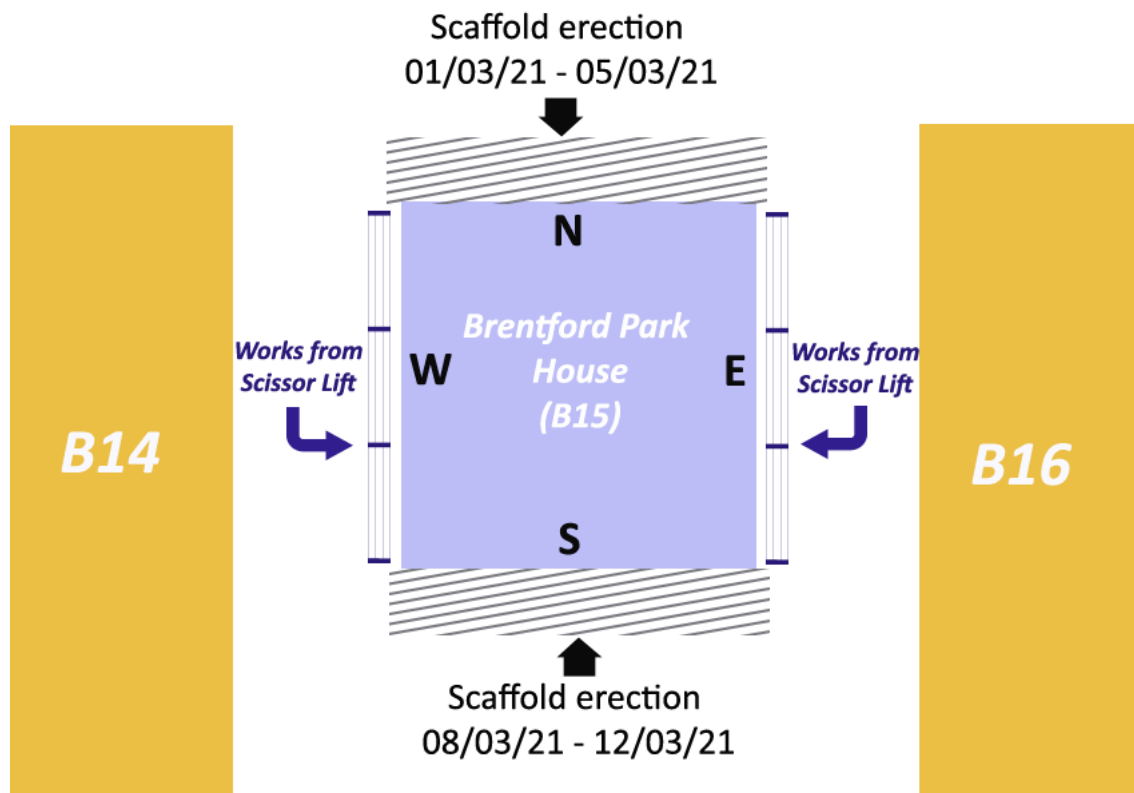 Scaffold erection
01/03/21 - 05/03/21
N
Brentford Park
House
(B15)
W
E
S
Works from
Scissor Lift
Works from
Scissor Lift
B14
B16
Scaffold erection
08/03/21 - 12/03/21